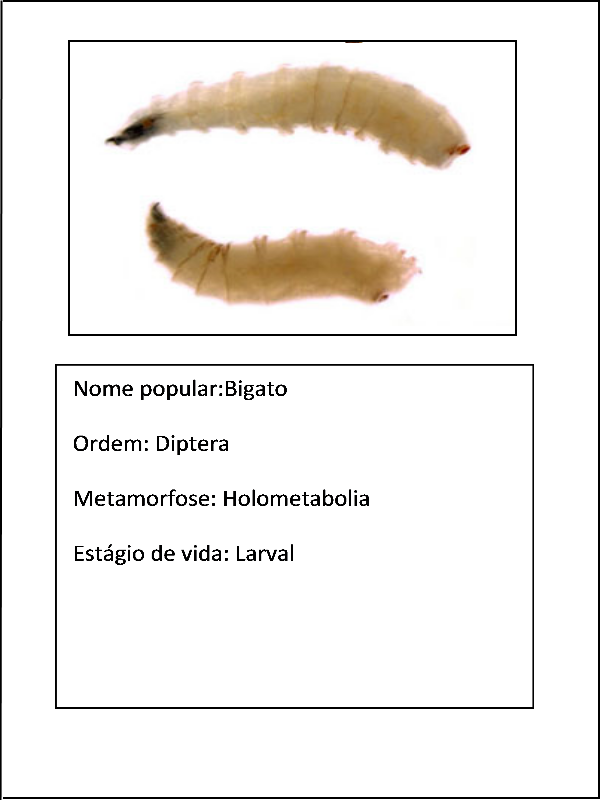 Nome popular:Bigato
Ordem: Diptera
Metamorfose: Holometabolia
Estágio de vida: Larval